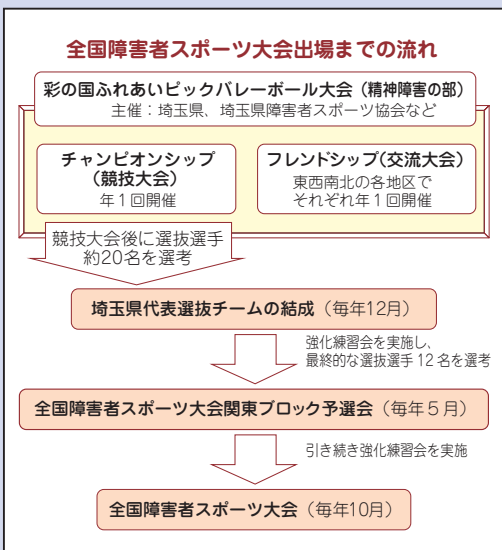 全国障害者スポーツ大会出場までの流れ
彩の国ふれあいピックバレーボール大会（精神障害の部）
主催：埼玉県、埼玉県障害者スポーツ協会など
チャンピオンシップ
（競技大会）
年１回開催
フレンドシップ（交流大会）
東西南北の各地区で
それぞれ年１回開催
競技大会後に選抜選手
約20名を選考
埼玉県代表選抜チームの結成（毎年12月）
強化練習会を実施し、
最終的な選抜選手 12 名を選考
全国障害者スポーツ大会関東ブロック予選会（毎年５月）
引き続き強化練習会を実施
全国障害者スポーツ大会（毎年10月）